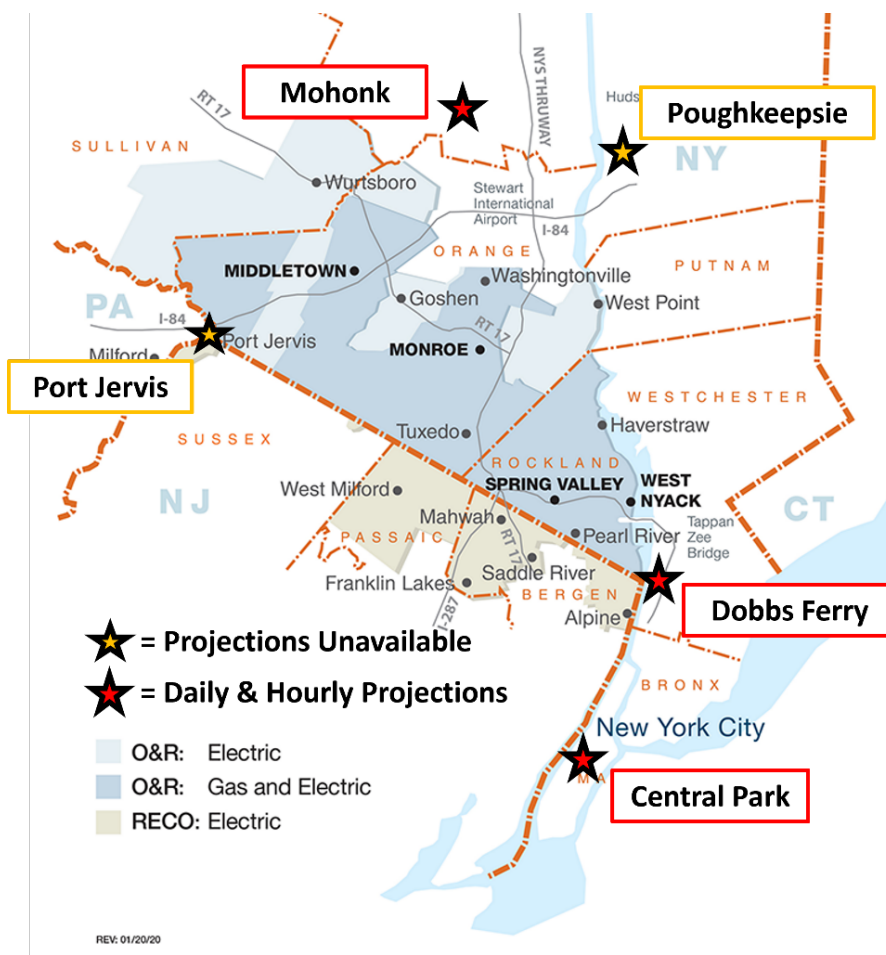 Mohonk
NYS THRUWAY
Huds
Poughkeepsie
RT 17
SULLIVAN
NY
Wurtsboro
Stewart
International
Airport
I-84
ORANGE
PUTNAM
MIDDLETOWN
Washingtonville
Goshen
West Point
PA
I-84
RT 17
Port Jervis
MONROE
Milford
Port Jervis
WESTCHESTER
Tuxedo
Haverstraw
SUSSEX
ROCKLAND
SPRING VALLEY
WEST
NYACK
West Milford
NJ
CT
Mahwah
PASSAIC
RT 17
Pearl River
Tappan
Zee
Bridge
Saddle River
Franklin Lakes
BERGEN
Dobbs Ferry
Alpine
I-287
= Projections Unavailable
= Daily & Hourly Projections
BRONX
New York City
MA
Central Park
O&R: Electric
O&R: Gas and Electric
RECO: Electric
REV: 01/20/20